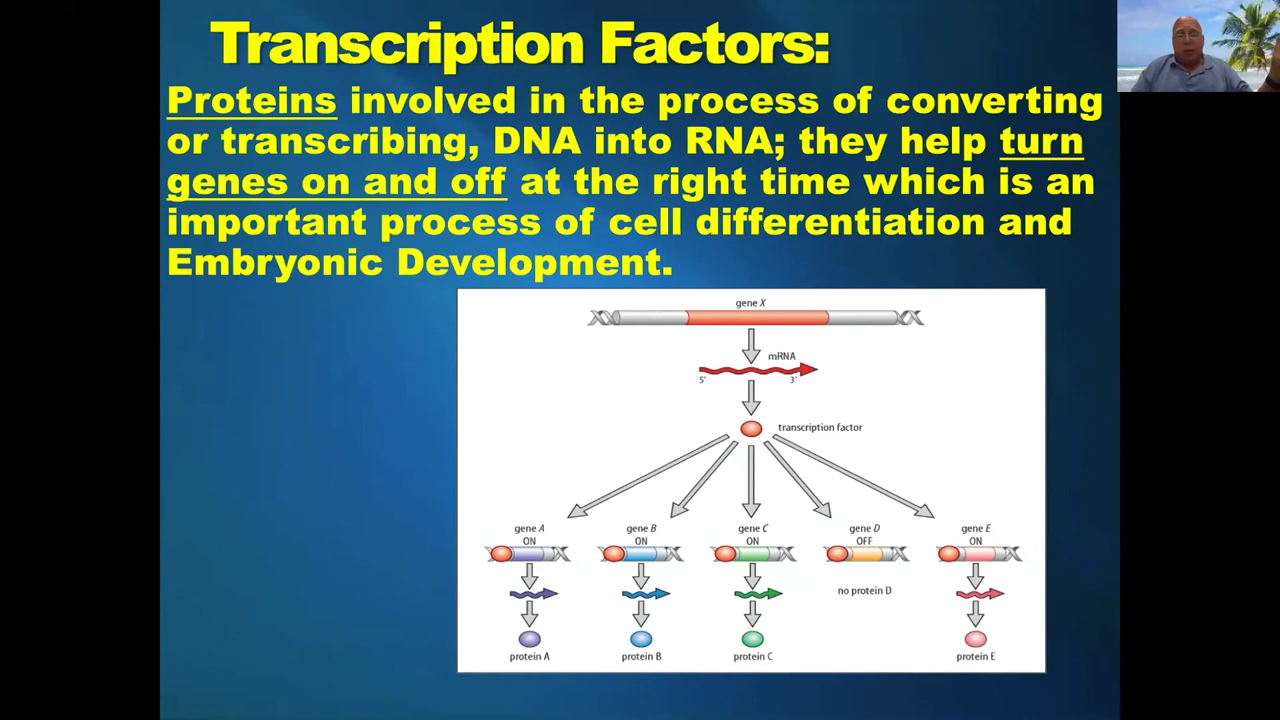 Transcription Factors:
Proteins involved in the process of converting
or transcribing, DNA into RNA; they help turn
genes on and off at the right time which is an
important process of cell differentiation and
Embryonic Development.
gene X
mRNA
5' 3'
transcription factor
gene A gene B gene C gene D gene E
ON ON ON OFF ON
no protein D
protein A protein B protein C protein E